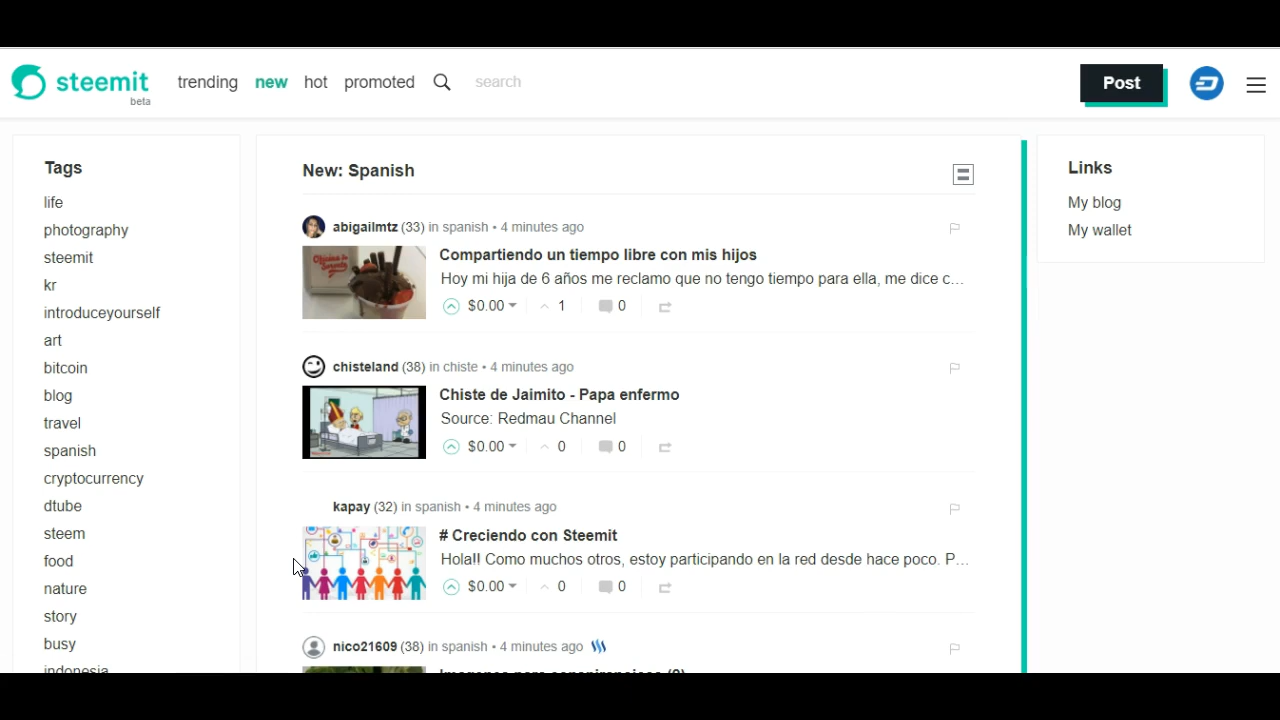 steemit
beta
trending new hot promoted search
Post
Tags
life
photography
steemit
kr
introduceyourself
art
bitcoin
blog
travel
spanish
cryptocurrency
dtube
steem
food
nature
story
busy
indonesia
New: Spanish
abigailmtz (33) in spanish • 4 minutes ago
Compartiendo un tiempo libre con mis hijos
Hoy mi hija de 6 años me reclamo que no tengo tiempo para ella, me dice c...
$0.00 1 0
chisteland (38) in chiste • 4 minutes ago
Chiste de Jaimito - Papa enfermo
Source: Redmau Channel
$0.00 0 0
kapay (32) in spanish • 4 minutes ago
# Creciendo con Steemit
Hola!! Como muchos otros, estoy participando en la red desde hace poco. P...
$0.00 0 0
nico21609 (38) in spanish • 4 minutes ago
Links
My blog
My wallet